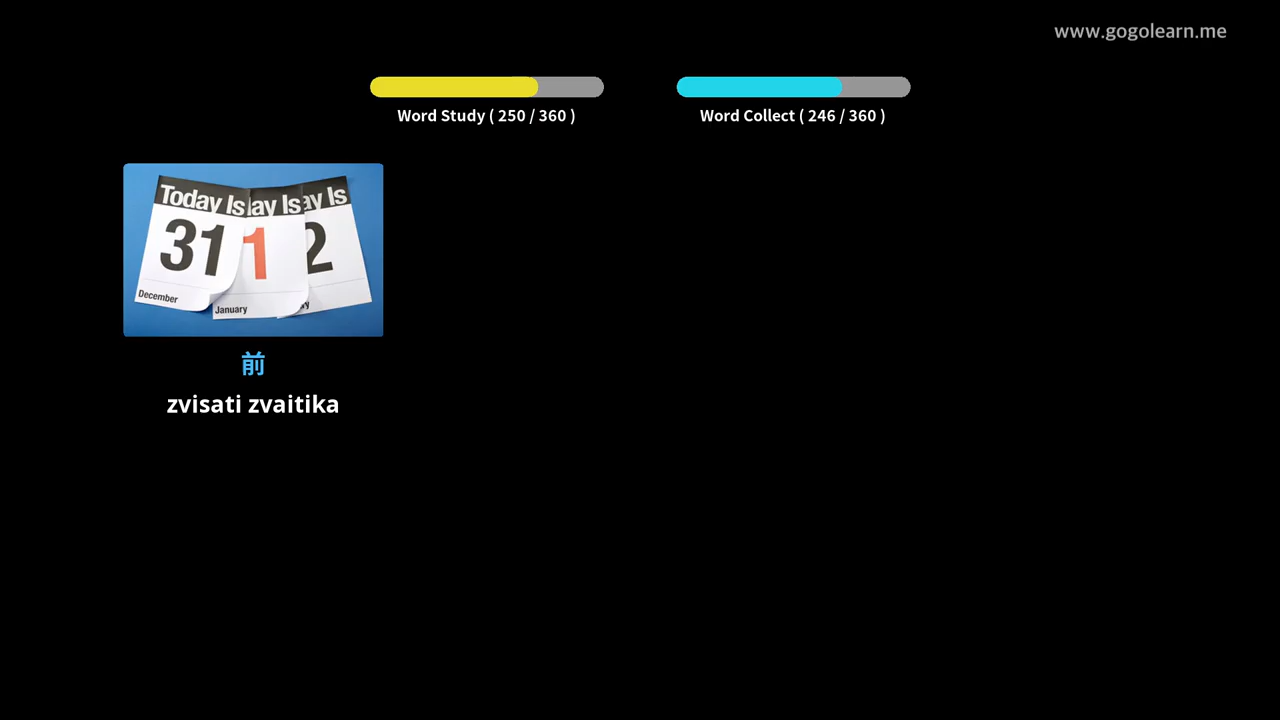 www.gogolearn.me
Word Study ( 250 / 360 )
Word Collect ( 246 / 360 )
Today Is
ay Is
ay Is
31
1
2
December
January
前
zvisati zvaitika